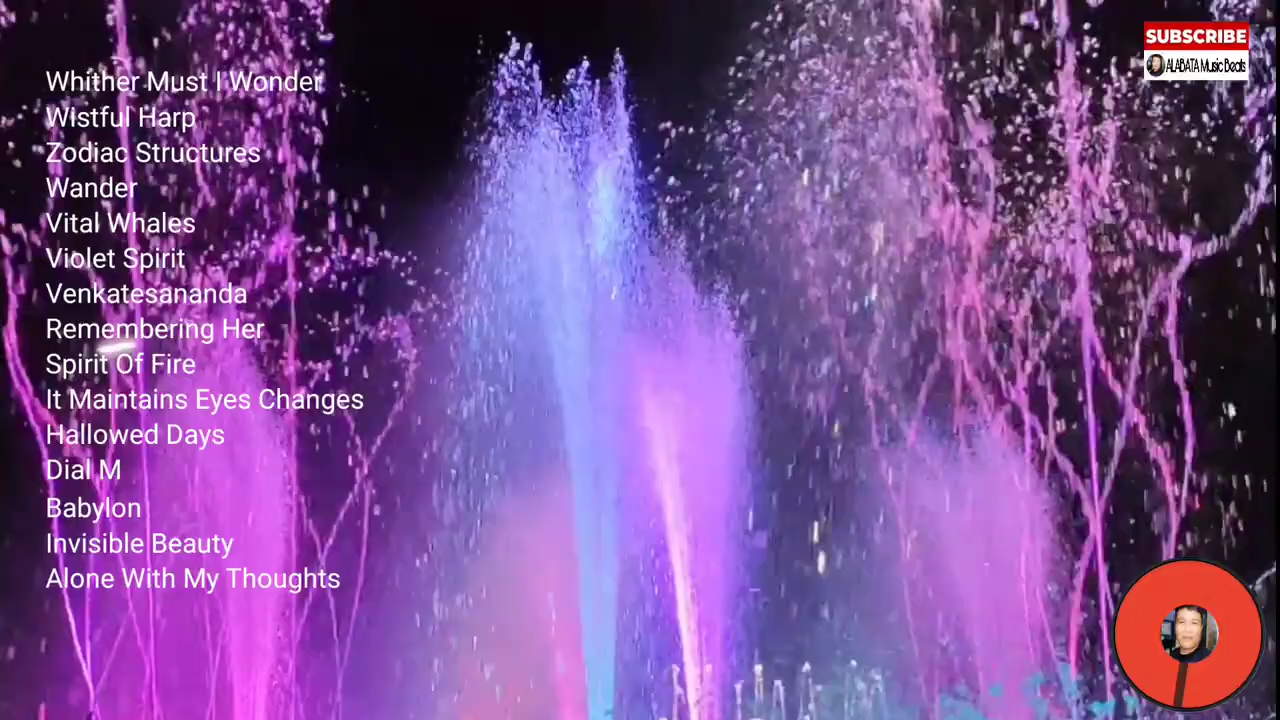 SUBSCRIBE
ALABATA Music Beats
Whither Must I Wonder
Wistful Harp
Zodiac Structures
Wander
Vital Whales
Violet Spirit
Venkatesananda
Remembering Her
Spirit Of Fire
It Maintains Eyes Changes
Hallowed Days
Dial M
Babylon
Invisible Beauty
Alone With My Thoughts